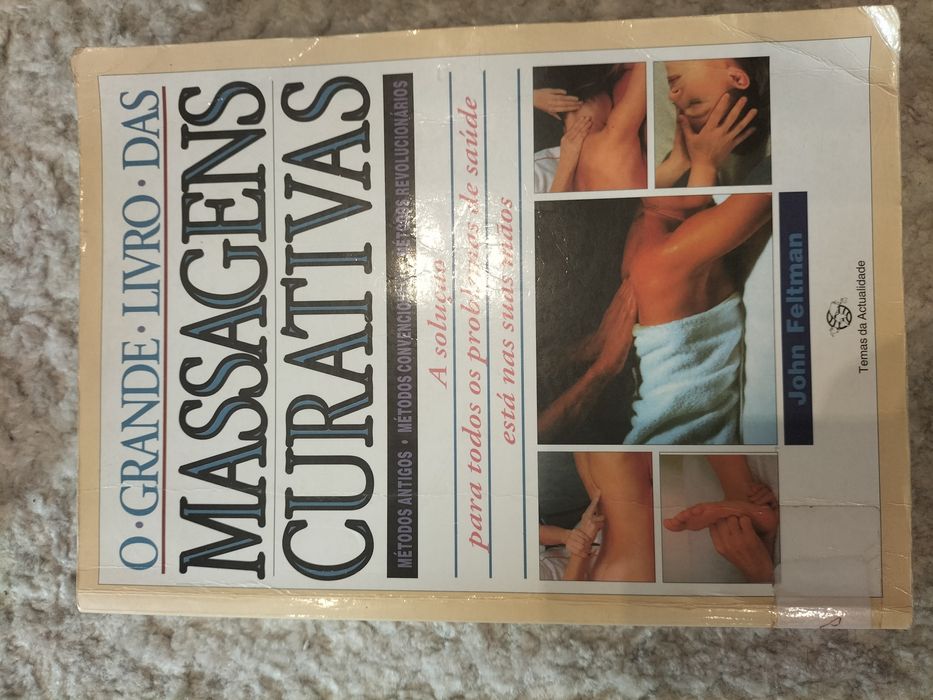 O • GRANDE • LIVRO • DAS
MASSAGENS
CURATIVAS
MÉTODOS ANTIGOS • MÉTODOS CONVENCIONAIS • MÉTODOS REVOLUCIONÁRIOS
A solução
para todos os problemas de saúde
está nas suas mãos
John Feltman
Temas da Actualidade